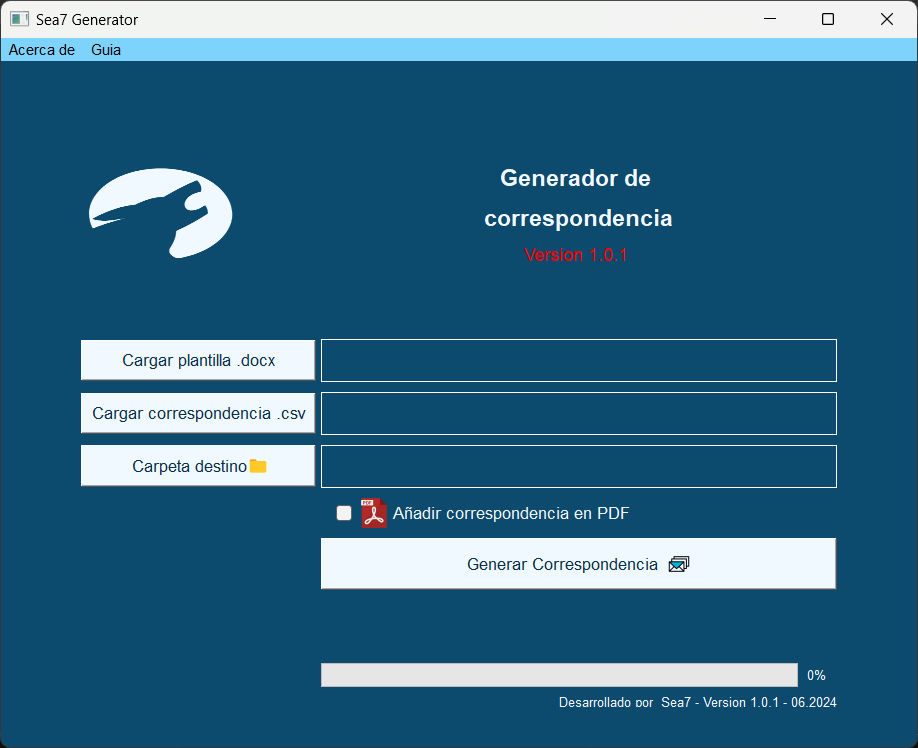 Sea7 Generator
Acerca de Guia
Generador de
correspondencia
Version 1.0.1
Cargar plantilla .docx
Cargar correspondencia .csv
Carpeta destino
PDF
Añadir correspondencia en PDF
Generar Correspondencia
0%
Desarrollado por Sea7 - Version 1.0.1 - 06.2024